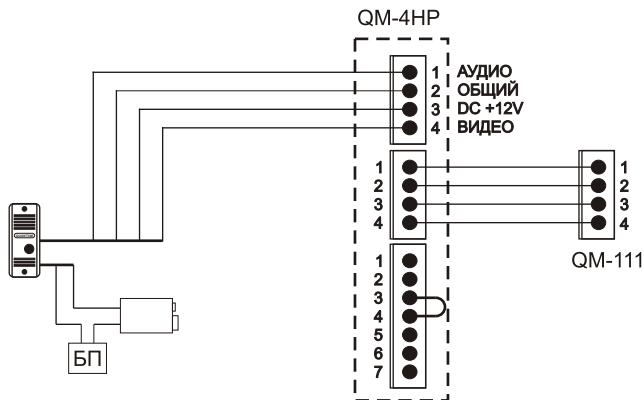 QM-4HP
1 АУДИО
2 ОБЩИЙ
3 DC +12V
4 ВИДЕО
1 1
2 2
3 3
4 4
QM-111
1
2
3
4
5
6
7
БП